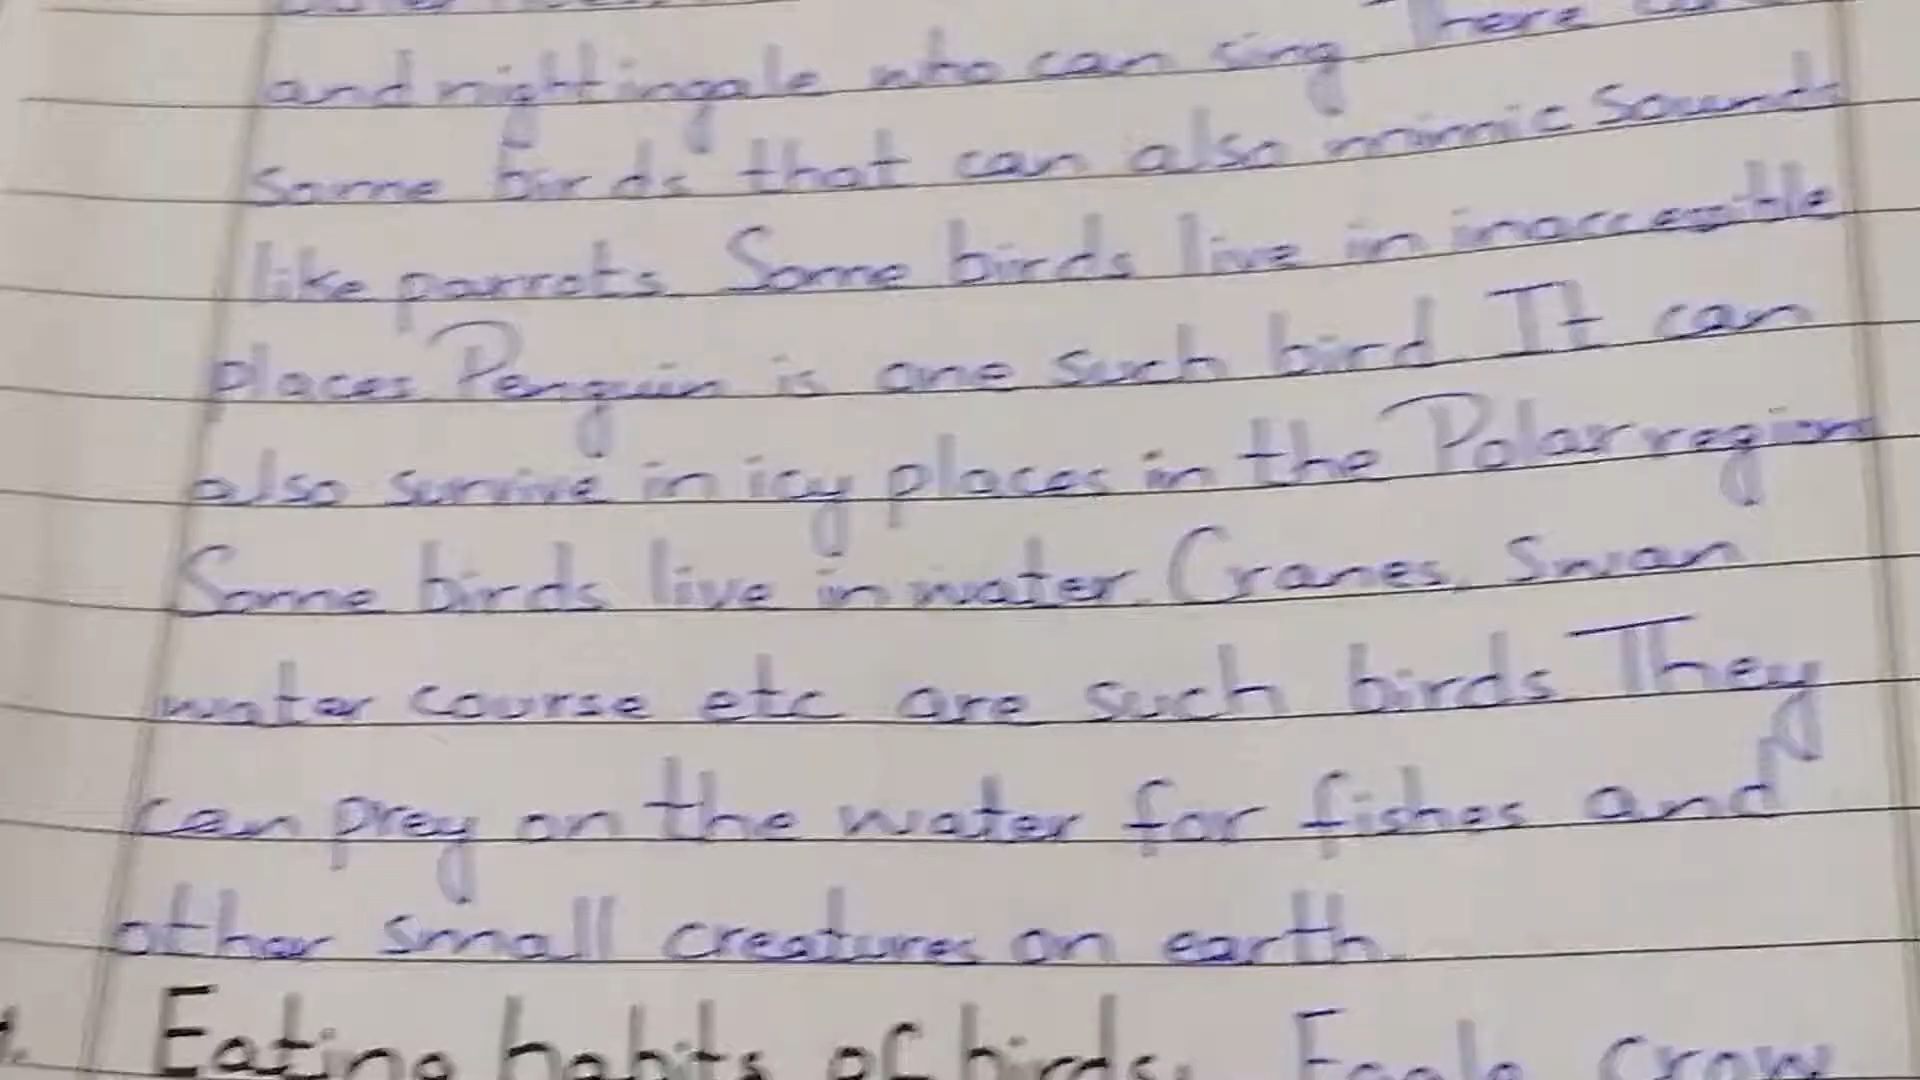 and nightingale who can sing. There
some birds that can also mimic sounds
like parrots. Some birds live in inaccessible
places. Penguin is one such bird. It can
also survive in icy places in the Polar regions
Some birds live in water. Cranes, Swan
water course etc are such birds. They
can prey on the water for fishes and
other small creatures on earth.
Eating habits of birds: Eagle crow